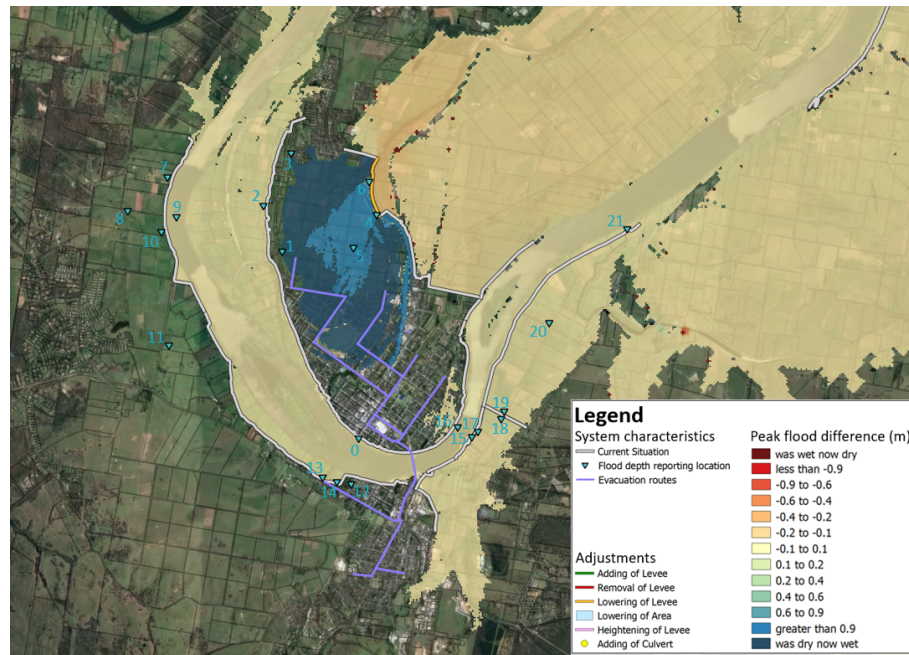 3
7
6
2
8
9
4
21
10
1
5
20
11
19
16
17
18
15
0
13
14
12
Legend
System characteristics
Current Situation
Flood depth reporting location
Evacuation routes
Adjustments
Adding of Levee
Removal of Levee
Lowering of Levee
Lowering of Area
Heightening of Levee
Adding of Culvert
Peak flood difference (m)
was wet now dry
less than -0.9
-0.9 to -0.6
-0.6 to -0.4
-0.4 to -0.2
-0.2 to -0.1
-0.1 to 0.1
0.1 to 0.2
0.2 to 0.4
0.4 to 0.6
0.6 to 0.9
greater than 0.9
was dry now wet